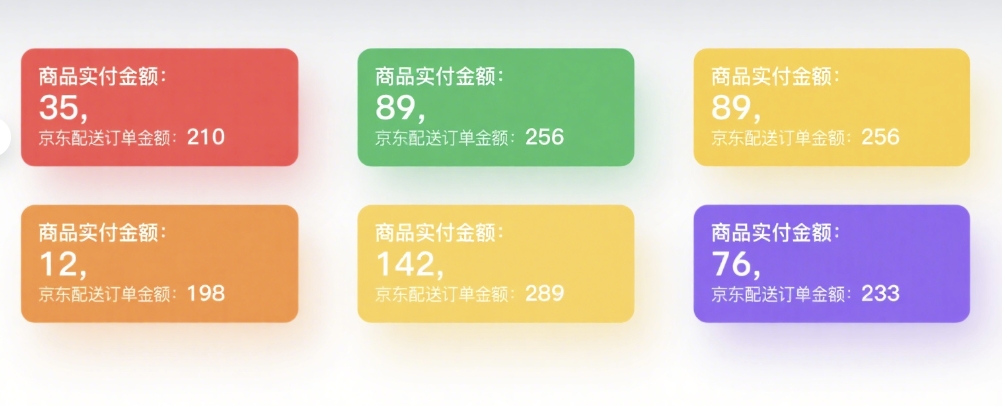 商品实付金额：
35,
京东配送订单金额：210
商品实付金额：
89,
京东配送订单金额：256
商品实付金额：
89,
京东配送订单金额：256
商品实付金额：
12,
京东配送订单金额：198
商品实付金额：
142,
京东配送订单金额：289
商品实付金额：
76,
京东配送订单金额：233